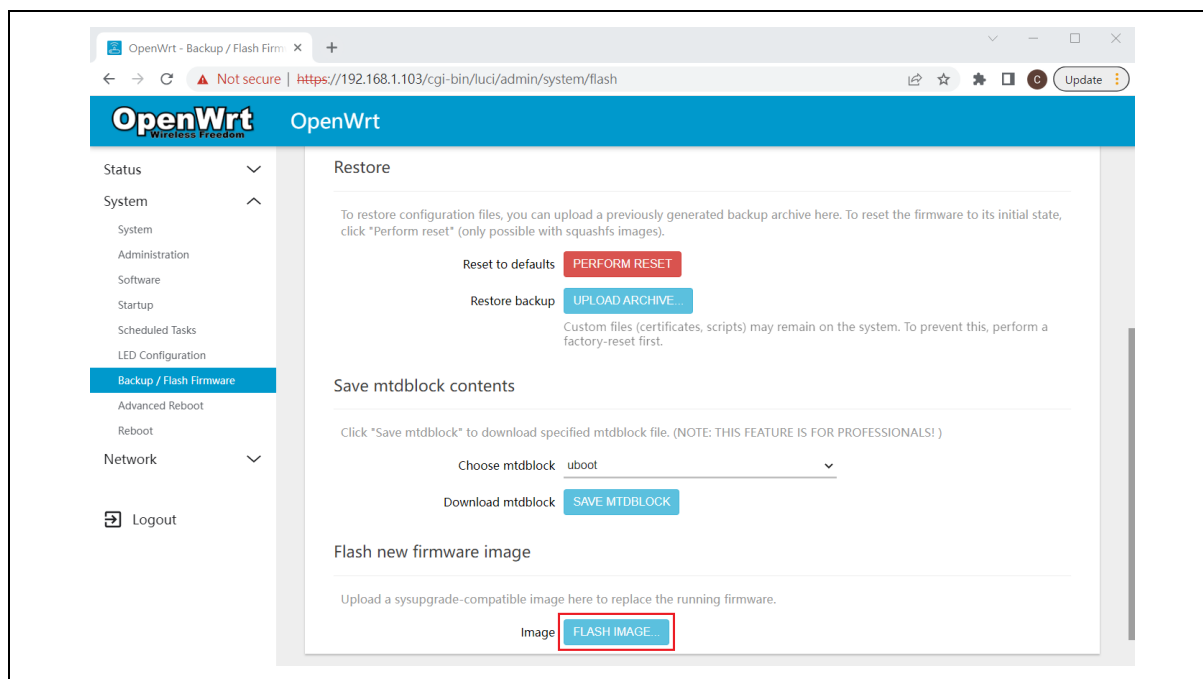 OpenWrt - Backup / Flash Firm
Not secure | https://192.168.1.103/cgi-bin/luci/admin/system/flash
C
Update
OpenWrt
Wireless Freedom
OpenWrt
Status
System
System
Administration
Software
Startup
Scheduled Tasks
LED Configuration
Backup / Flash Firmware
Advanced Reboot
Reboot
Network
Logout
Restore
To restore configuration files, you can upload a previously generated backup archive here. To reset the firmware to its initial state,
click "Perform reset" (only possible with squashfs images).
Reset to defaults PERFORM RESET
Restore backup UPLOAD ARCHIVE...
Custom files (certificates, scripts) may remain on the system. To prevent this, perform a
factory-reset first.
Save mtdblock contents
Click "Save mtdblock" to download specified mtdblock file. (NOTE: THIS FEATURE IS FOR PROFESSIONALS! )
Choose mtdblock uboot
Download mtdblock SAVE MTDBLOCK
Flash new firmware image
Upload a sysupgrade-compatible image here to replace the running firmware.
Image FLASH IMAGE...